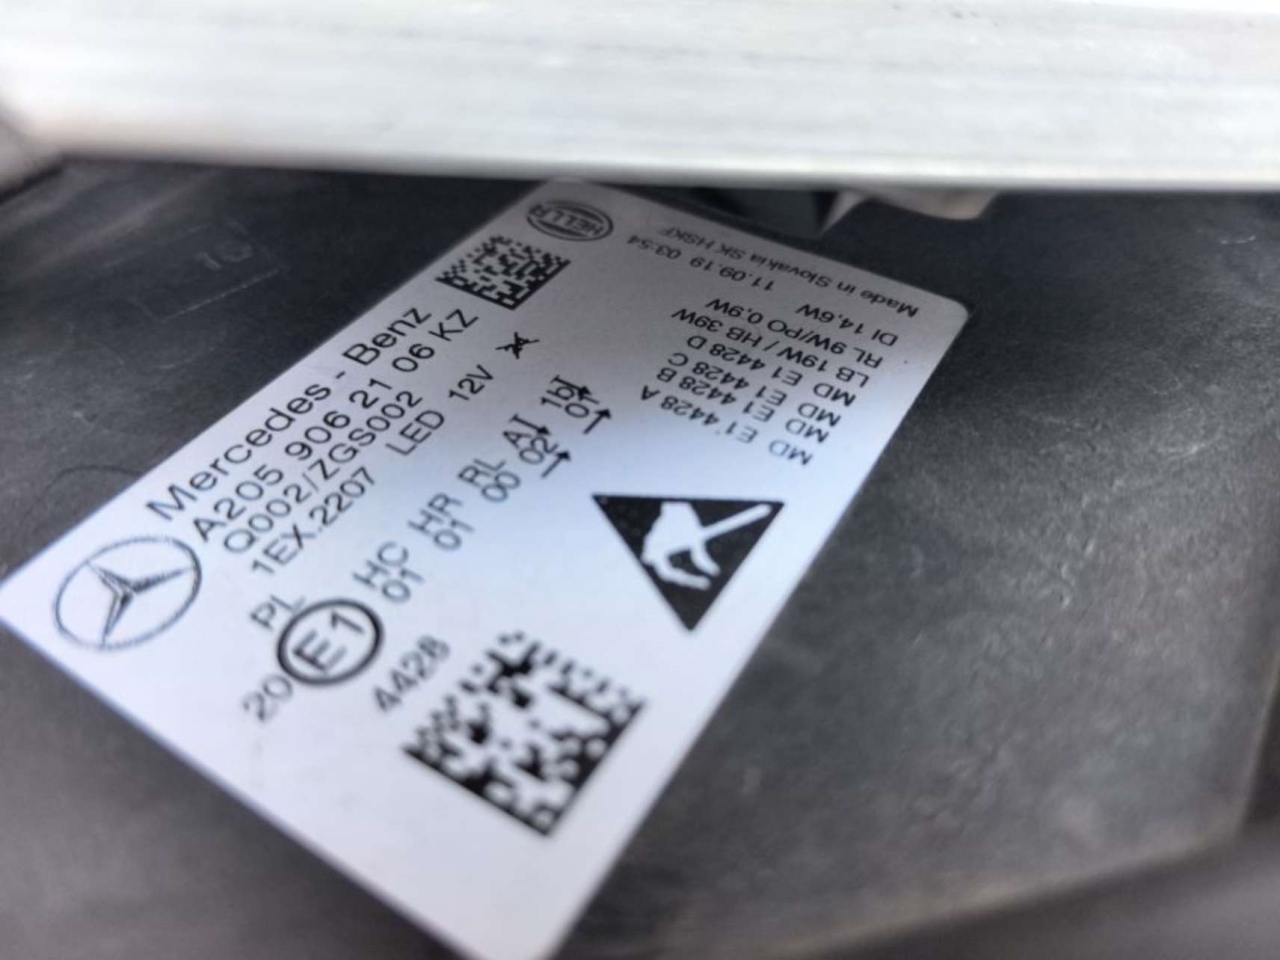 Mercedes - Benz
A205 906 21 06 KZ
Q002/ZGS002
1EX.2207 LED 12V
PL HC HR RL AI 1bI
20 E1 01 01 00 02 01
4428
HELLA
11.09.19 03:54
Made in Slovakia SK HSKF
MD E1 4428 A
MD E1 4428 B
MD E1 4428 C
MD E1 4428 D
LB 19W / HB 39W
RL 9W/PO 0.9W
DI 14,6W